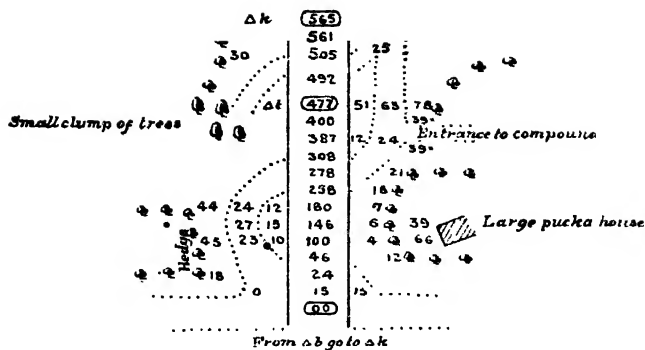 Δk 565
561
30 505 25
492
Δt 477 51 63 78
Small clump of trees 400 39
387 12 24 Entrance to compound
39
308
278 21
258 18
44 24 12 180 7
27 15 146 6 39 Large pucka house
Hedge 45 23 10 100 4 66
46 12
18 24
0 15 15
00
From Δb go to Δk